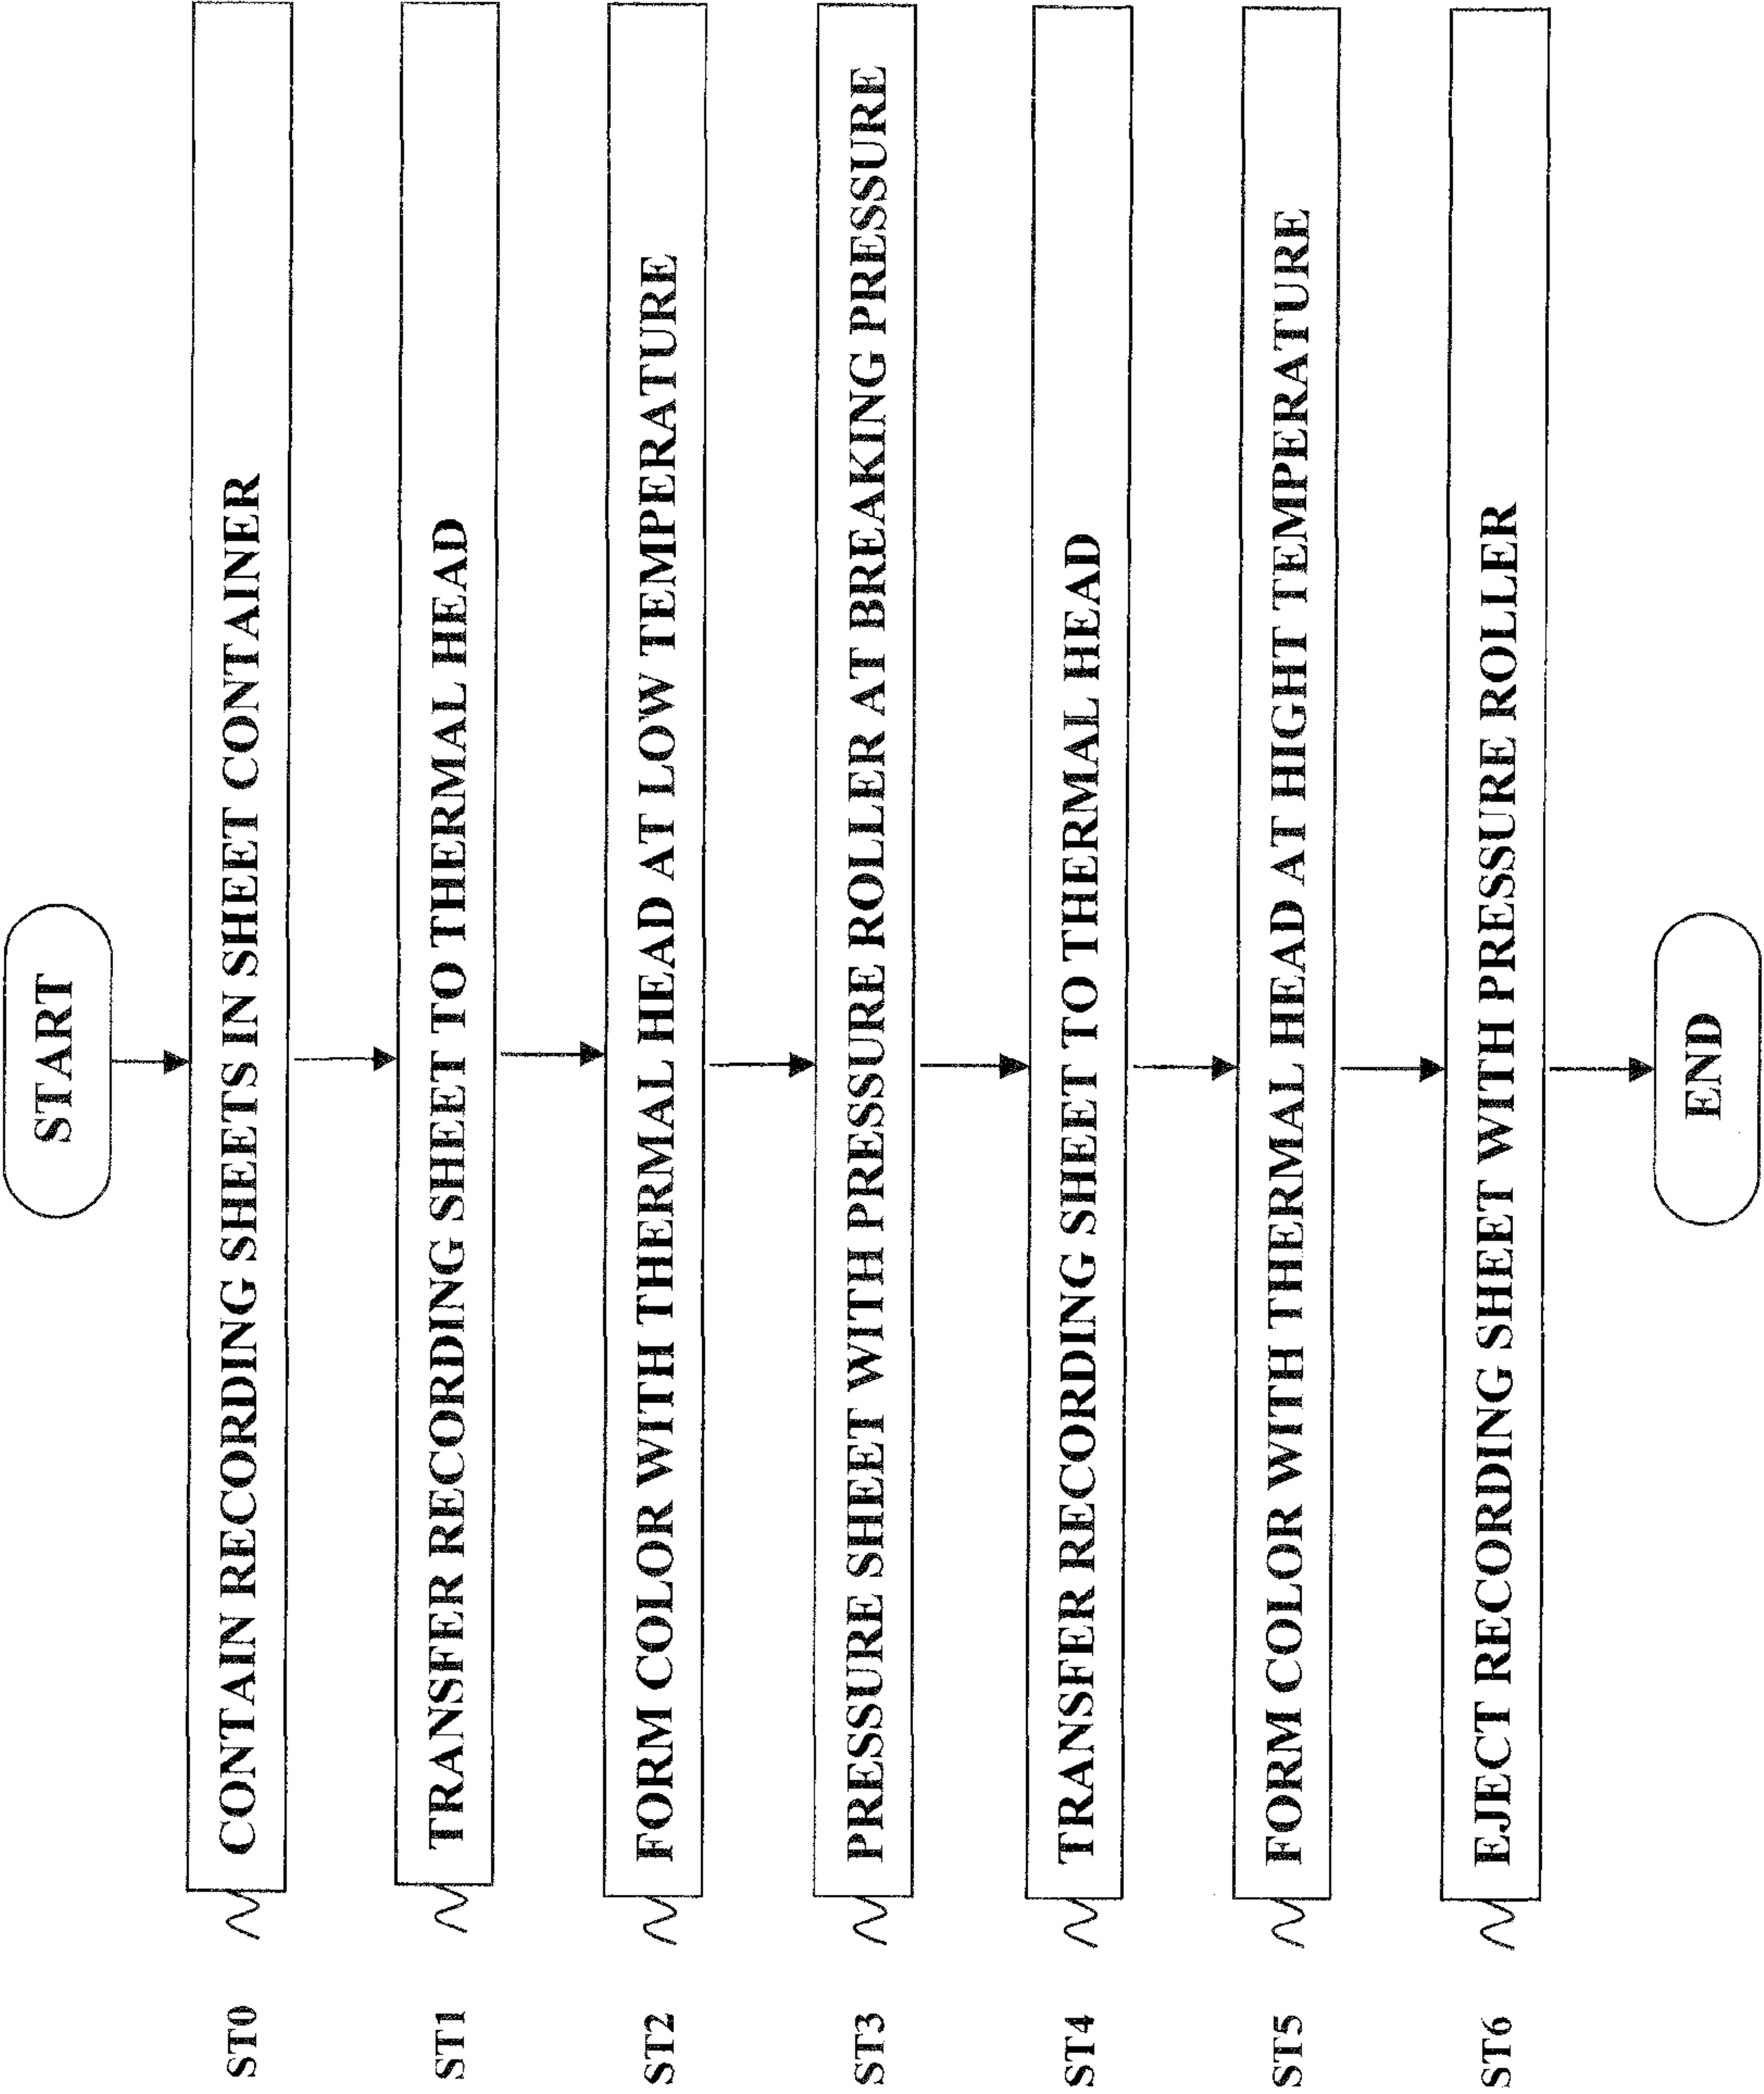 START
ST0 CONTAIN RECORDING SHEETS IN SHEET CONTAINER
ST1 TRANSFER RECORDING SHEET TO THERMAL HEAD
ST2 FORM COLOR WITH THERMAL HEAD AT LOW TEMPERATURE
ST3 PRESSURE SHEET WITH PRESSURE ROLLER AT BREAKING PRESSURE
ST4 TRANSFER RECORDING SHEET TO THERMAL HEAD
ST5 FORM COLOR WITH THERMAL HEAD AT HIGHT TEMPERATURE
ST6 EJECT RECORDING SHEET WITH PRESSURE ROLLER
END